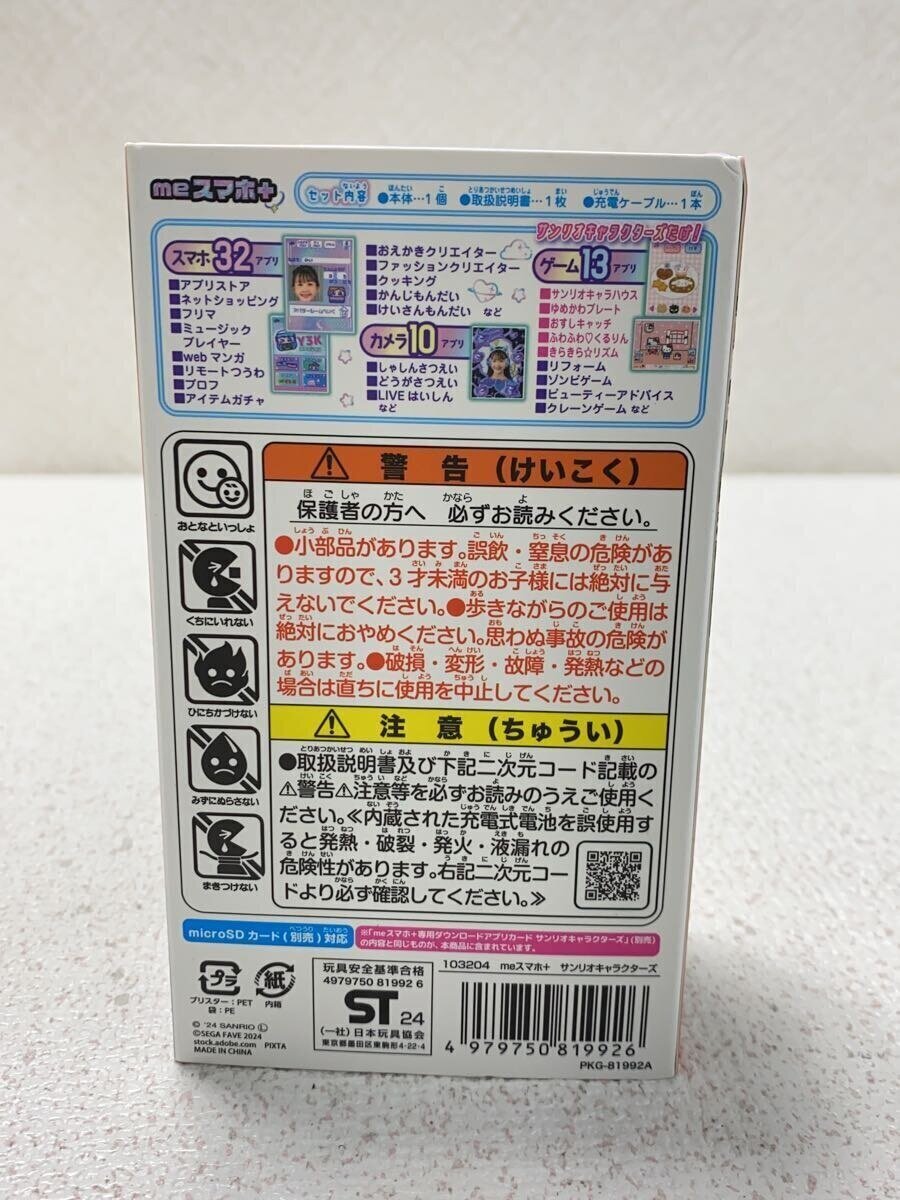 meスマホ+
セット内容 ●本体…1個 ●取扱説明書…1枚 ●充電ケーブル…1本
スマホ32アプリ
■アプリストア
■ネットショッピング
■フリマ
■ミュージック
プレイヤー
■webマンガ
■リモートつうわ
■プロフ
■アイテムガチャ
Y3K
■おえかきクリエイター
■ファッションクリエイター
■クッキング
■かんじもんだい
■けいさんもんだい など
カメラ10アプリ
■しゃしんさつえい
■どうがさつえい
■LIVEはいしん
など
サンリオキャラクターズだけ!
ゲーム13アプリ
■サンリオキャラハウス
■ゆめかわプレート
■おすしキャッチ
■ふわふわ♡くるりん
■きらきら☆リズム
■リフォーム
■ゾンビゲーム
■ビューティーアドバイス
■クレーンゲーム など
おとなといっしょ
くちにいれない
ひにちかづけない
みずにぬらさない
まきつけない
⚠ 警告(けいこく)
保護者の方へ 必ずお読みください。
●小部品があります。誤飲・窒息の危険があ
りますので、3才未満のお子様には絶対に与
えないでください。●歩きながらのご使用は
絶対におやめください。思わぬ事故の危険が
あります。●破損・変形・故障・発熱などの
場合は直ちに使用を中止してください。
⚠ 注意(ちゅうい)
●取扱説明書及び下記二次元コード記載の
⚠警告⚠注意等を必ずお読みのうえご使用く
ださい。≪内蔵された充電式電池を誤使用す
ると発熱・破裂・発火・液漏れの
危険性があります。右記二次元コー
ドより必ず確認してください。≫
microSDカード(別売)対応
※「meスマホ+専用ダウンロードアプリカード サンリオキャラクターズ」(別売)
の内容と同じものが、本商品に含まれています。
プラ
ブリスター:PET
袋:PE
紙
内箱
© '24 SANRIO Ⓛ
©SEGA FAVE 2024
stock.adobe.com PIXTA
MADE IN CHINA
玩具安全基準合格
4979750 81992 6
ST 24
(一社)日本玩具協会
東京都墨田区東駒形4-22-4
103204 meスマホ+ サンリオキャラクターズ
4 979750 819926
PKG-81992A